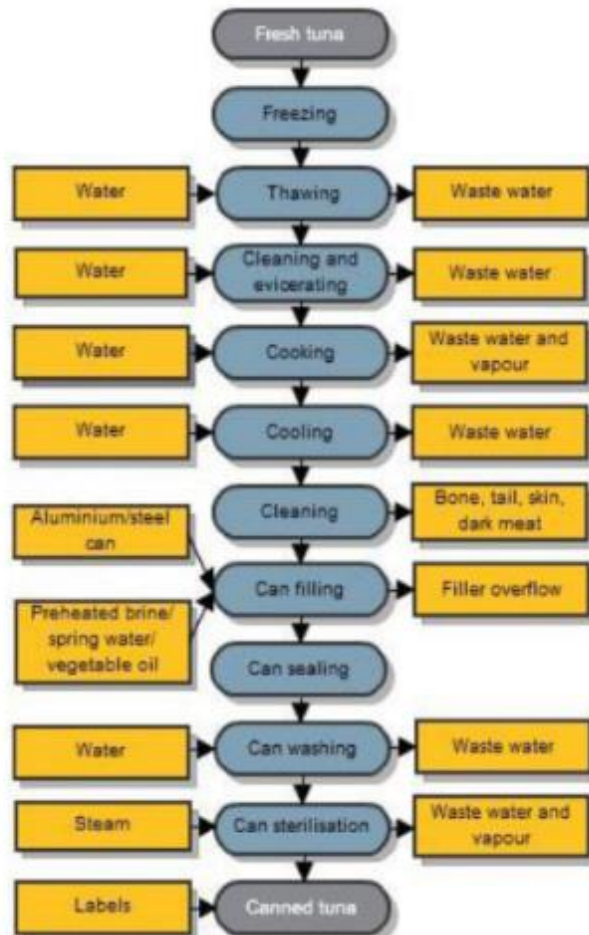 Fresh tuna
Freezing
Water
Thawing
Waste water
Water
Cleaning and
evicerating
Waste water
Water
Cooking
Waste water and
vapour
Water
Cooling
Waste water
Cleaning
Bone, tail, skin,
dark meat
Aluminium/steel
can
Preheated brine/
spring water/
vegetable oil
Can filling
Filler overflow
Can sealing
Water
Can washing
Waste water
Steam
Can sterilisation
Waste water and
vapour
Labels
Canned tuna